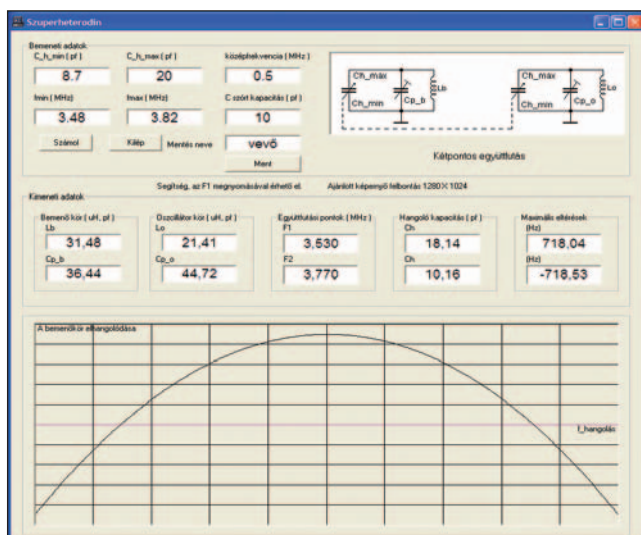 Szuperheterodin
Bemeneti adatok
C_h_min ( pf )
C_h_max ( pf )
középfrekvencia ( MHz )
8.7
20
0.5
fmin ( MHz )
fmax ( MHz )
C szórt kapacitás ( pf )
3.48
3.82
10
Számol
Kilép
Mentés neve
vevő
Ment
Ch_máx
Ch_min
Cp_b
Lb
Ch_máx
Ch_min
Cp_o
Lo
Kétpontos együttfutás
Segítség, az F1 megnyomásával érhető el.
Ajánlott képernyő felbontás 1280 X 1024
Kimeneti adatok
Bemenő kör ( uH, pf )
Oszcillátor kör ( uH, pf )
Együttfutási pontok ( MHz )
Hangoló kapacitás ( pf )
Maximális eltérések
Lb
Lo
F1
Ch
(Hz)
31,48
21,41
3,530
18,14
718,04
Cp_b
Cp_o
F2
Ch
(Hz)
36,44
44,72
3,770
10,16
-718,53
A bemenőkör elhangolódása
f_hangolás